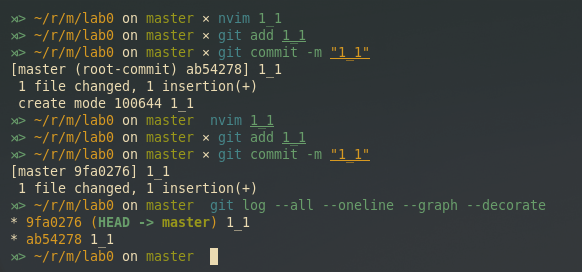 ⋊> ~/r/m/lab0 on master ⨯ nvim 1_1
⋊> ~/r/m/lab0 on master ⨯ git add 1_1
⋊> ~/r/m/lab0 on master ⨯ git commit -m "1_1"
[master (root-commit) ab54278] 1_1
 1 file changed, 1 insertion(+)
 create mode 100644 1_1
⋊> ~/r/m/lab0 on master  nvim 1_1
⋊> ~/r/m/lab0 on master ⨯ git add 1_1
⋊> ~/r/m/lab0 on master ⨯ git commit -m "1_1"
[master 9fa0276] 1_1
 1 file changed, 1 insertion(+)
⋊> ~/r/m/lab0 on master  git log --all --oneline --graph --decorate
* 9fa0276 (HEAD -> master) 1_1
* ab54278 1_1
⋊> ~/r/m/lab0 on master